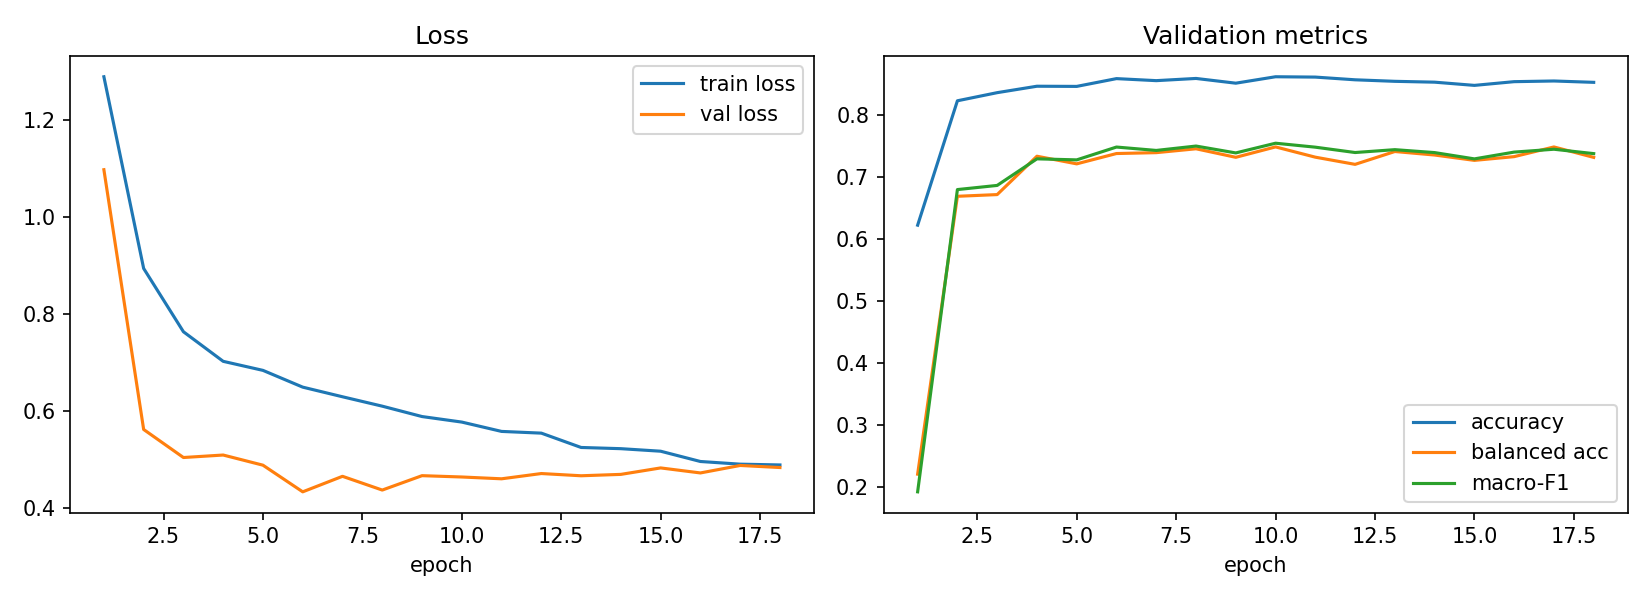 Loss
train loss
val loss
1.2
1.0
0.8
0.6
0.4
2.5 5.0 7.5 10.0 12.5 15.0 17.5
epoch
Validation metrics
0.8
0.7
0.6
0.5
0.4
0.3
0.2
accuracy
balanced acc
macro-F1
2.5 5.0 7.5 10.0 12.5 15.0 17.5
epoch